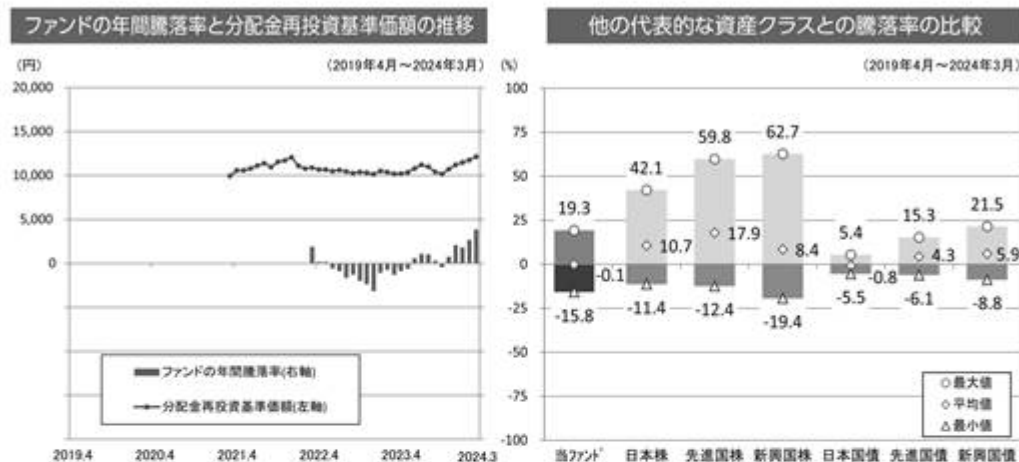 ファンドの年間騰落率と分配金再投資基準価額の推移
(円)
(2019年4月～2024年3月)
20,000
15,000
10,000
5,000
0
ファンドの年間騰落率(右軸)
分配金再投資基準価額(左軸)
2019.4 2020.4 2021.4 2022.4 2023.4 2024.3
他の代表的な資産クラスとの騰落率の比較
(%)
(2019年4月～2024年3月)
100
75
50
25
0
-25
-50
-75
-100
19.3 42.1 59.8 62.7 5.4 15.3 21.5
-0.1 10.7 17.9 8.4 -0.8 4.3 5.9
-15.8 -11.4 -12.4 -19.4 -5.5 -6.1 -8.8
最大値
平均値
最小値
当ファンド 日本株 先進国株 新興国株 日本国債 先進国債 新興国債